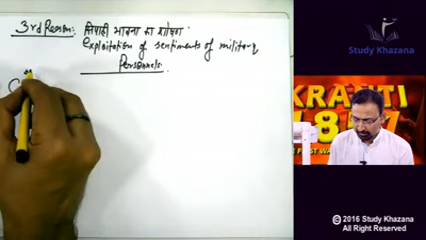 3rd Reason: सिपाही भावना का शोषण
Exploitation of sentiments of military
Personnels.
Study Khazana
KRANTI
1857
© 2016 Study Khazana
All Rights Reserved